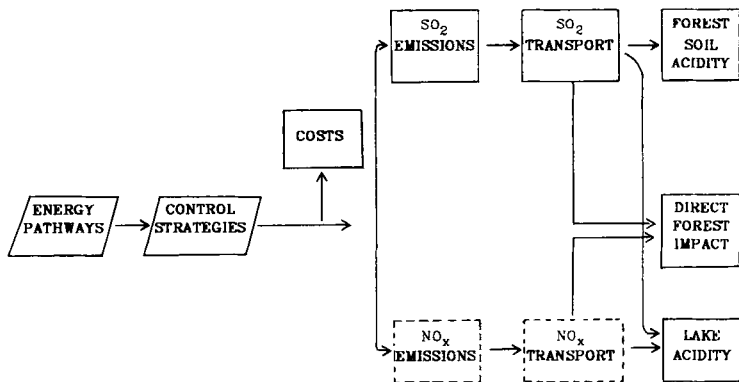 SO₂
EMISSIONS
SO₂
TRANSPORT
FOREST
SOIL
ACIDITY
COSTS
ENERGY
PATHWAYS
CONTROL
STRATEGIES
DIRECT
FOREST
IMPACT
NOₓ
EMISSIONS
NOₓ
TRANSPORT
LAKE
ACIDITY